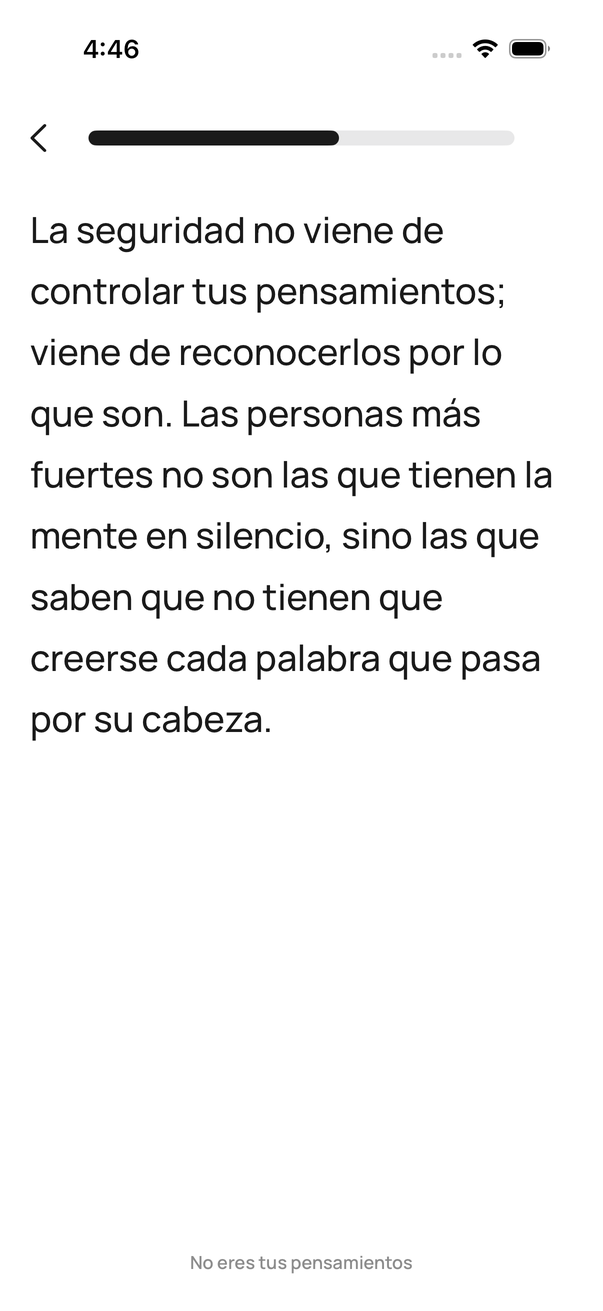 4:46
La seguridad no viene de
controlar tus pensamientos;
viene de reconocerlos por lo
que son. Las personas más
fuertes no son las que tienen la
mente en silencio, sino las que
saben que no tienen que
creerse cada palabra que pasa
por su cabeza.
No eres tus pensamientos